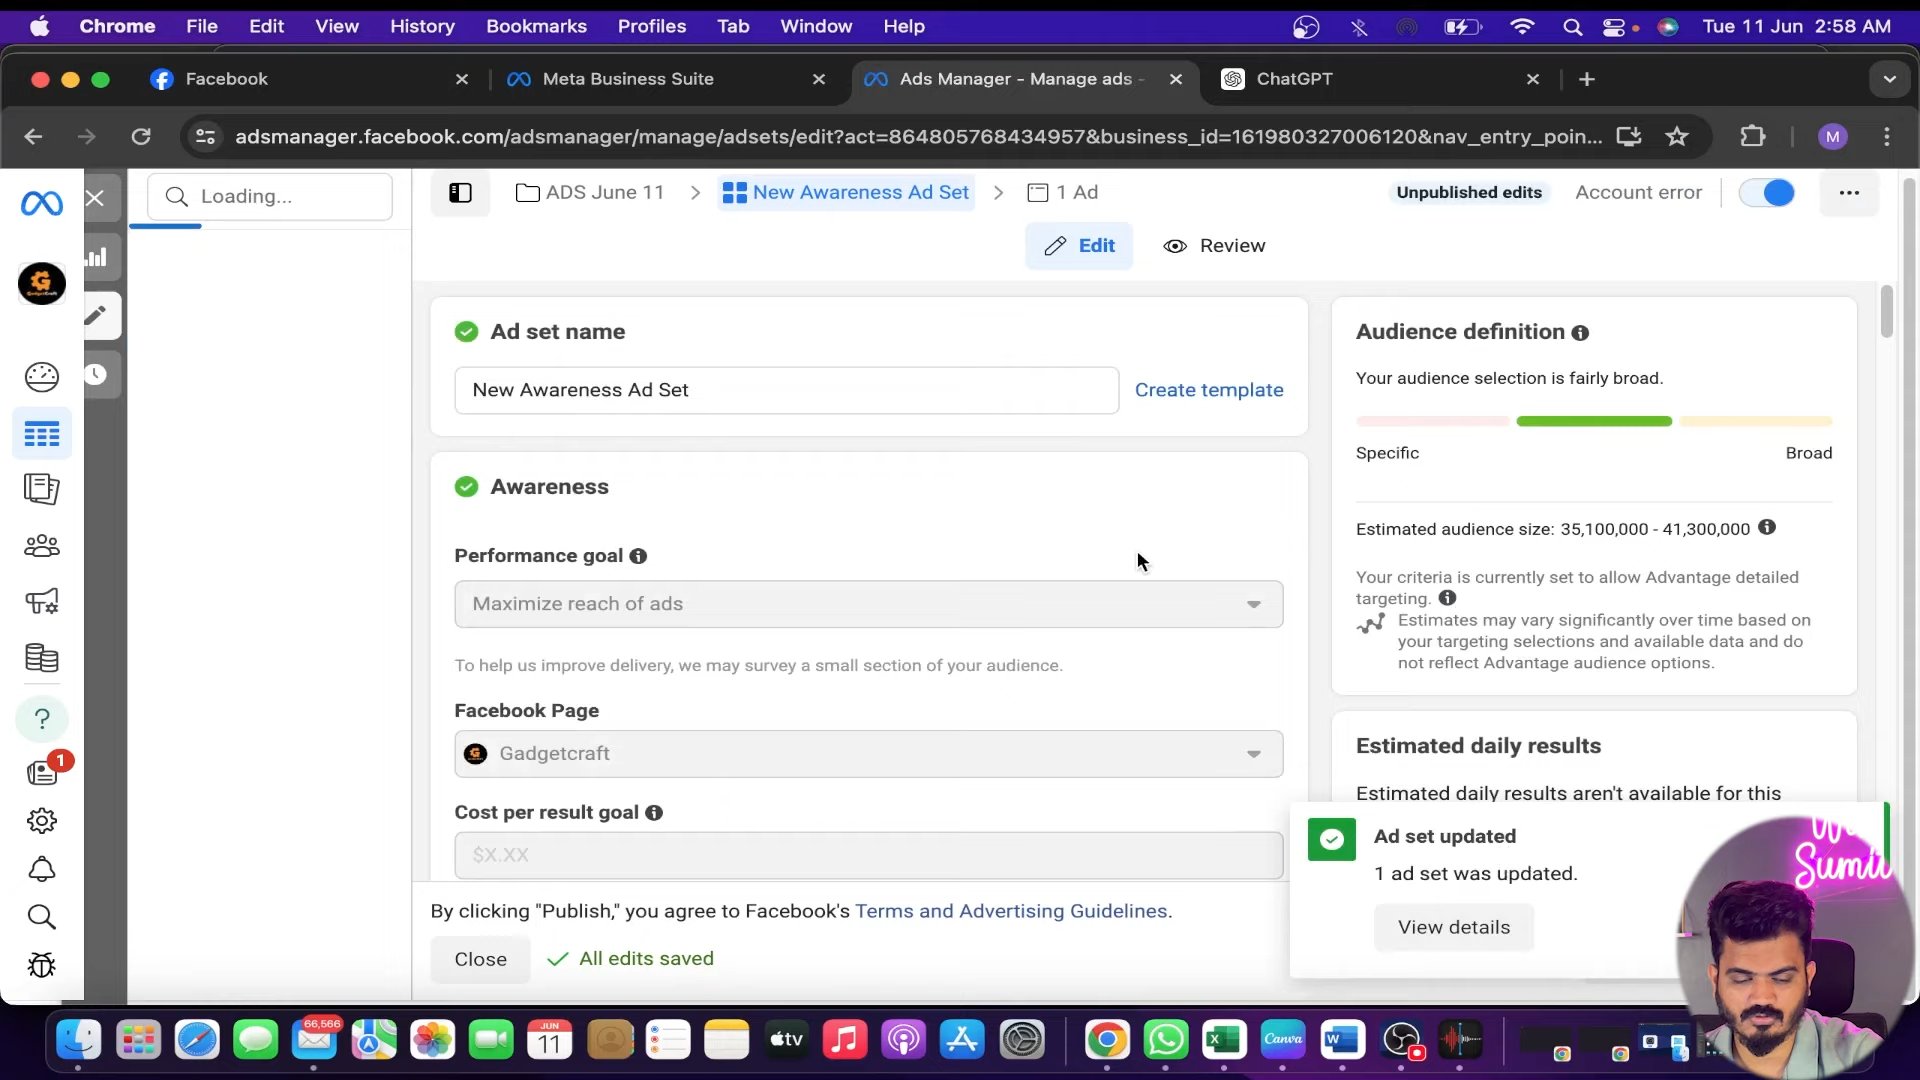 Chrome File Edit View History Bookmarks Profiles Tab Window Help Tue 11 Jun 2:58 AM
Facebook Meta Business Suite Ads Manager - Manage ads - ChatGPT
adsmanager.facebook.com/adsmanager/manage/adsets/edit?act=864805768434957&business_id=161980327006120&nav_entry_poin... M
Loading... ADS June 11 New Awareness Ad Set 1 Ad Unpublished edits Account error
Edit Review
Ad set name
New Awareness Ad Set Create template
Awareness
Performance goal
Maximize reach of ads
To help us improve delivery, we may survey a small section of your audience.
Facebook Page
Gadgetcraft
Cost per result goal
$X.XX
Audience definition
Your audience selection is fairly broad.
Specific Broad
Estimated audience size: 35,100,000 - 41,300,000
Your criteria is currently set to allow Advantage detailed
targeting.
Estimates may vary significantly over time based on
your targeting selections and available data and do
not reflect Advantage audience options.
Estimated daily results
Estimated daily results aren't available for this
Ad set updated
1 ad set was updated.
View details
By clicking "Publish," you agree to Facebook's Terms and Advertising Guidelines.
Close All edits saved
1
66,566
JUN
11
tv
Canva